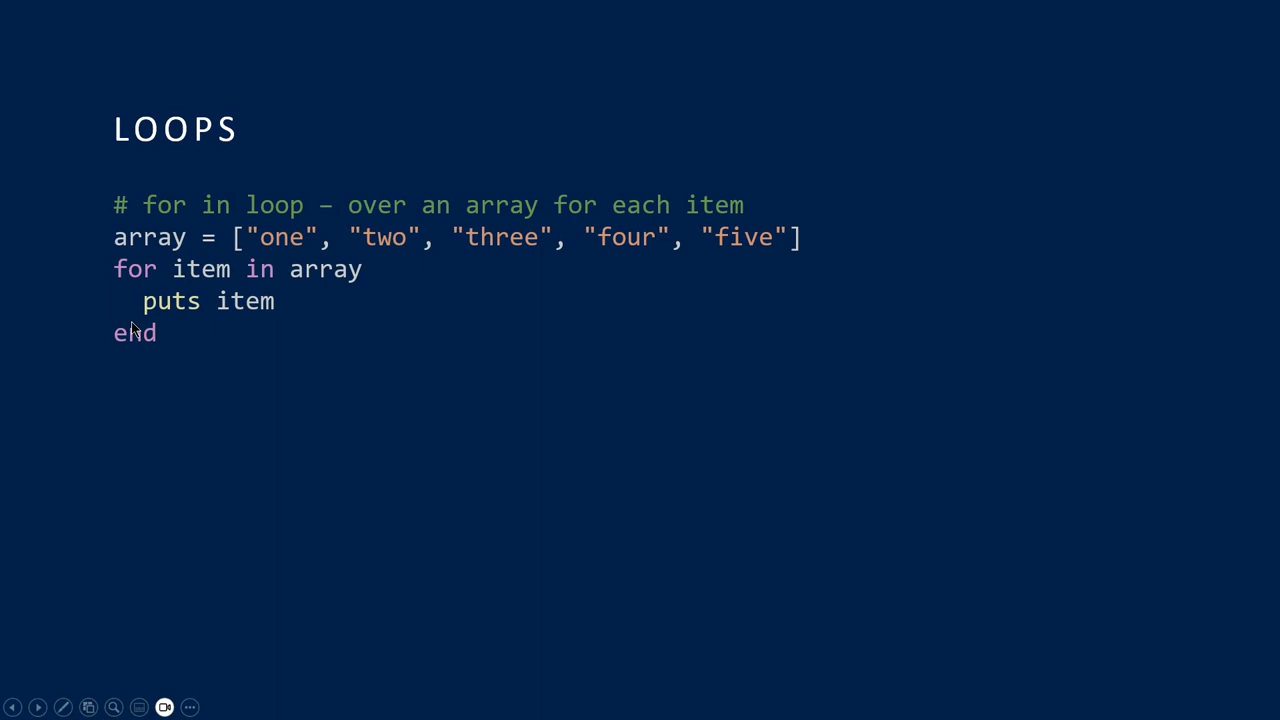 LOOPS
# for in loop – over an array for each item
array = ["one", "two", "three", "four", "five"]
for item in array
  puts item
end